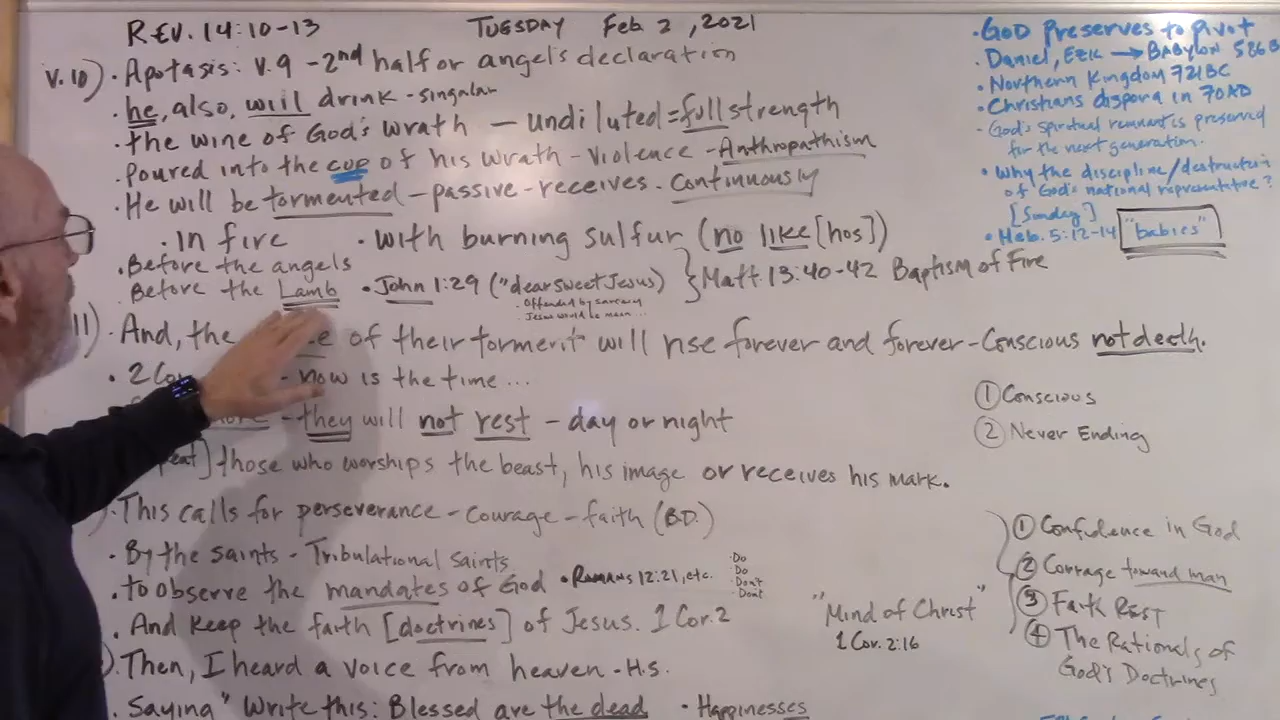 REV. 14:10-13
TUESDAY Feb 2, 2021
V.10) • Apotasis: V.9 - 2nd half or angel's declaration
• he, also, will drink - singular
• the wine of God's wrath - undiluted = full strength
• Poured into the cup of his wrath - Violence - Anthropathism
• He will be tormented - passive - receives. Continuously
• In fire • with burning sulfur (no like [hos])
• Before the angels
Before the Lamb • John 1:29 ("dear sweet Jesus) } Matt. 13:40-42 Baptism of Fire
• Offended by
Jesus would be mean...
11) • And, the of their torment will rise forever and forever - Conscious not death.
• 2 Co - now is the time ...
- they will not rest - day or night
those who worships the beast, his image or receives his mark.
) • This calls for perseverance - Courage - faith (B.D.)
• By the saints - Tribulational Saints
• to observe the mandates of God • Romans 12:21, etc.
• Do
• Do
• Don't
• Don't
• And keep the faith [doctrines] of Jesus. 1 Cor. 2
) Then, I heard a voice from heaven - H.S.
• Saying "Write this: Blessed are the dead • Happinesses
• GOD Preserves to pivot
• Daniel, EZK → BABYLON 586 B
• Northern Kingdom 721 BC
• Christians dispora in 70 AD
- God's spiritual remnant is preserved
for the next generation.
• Why the discipline/destructi
of God's national representitive?
[Sunday]
• Heb. 5:12-14 "babies"
① Conscious
② Never Ending
① Confidence in God
② Courage toward man
③ Faith Rest
④ The Rationals of
God's Doctrines
"Mind of Christ"
1 Cor. 2:16